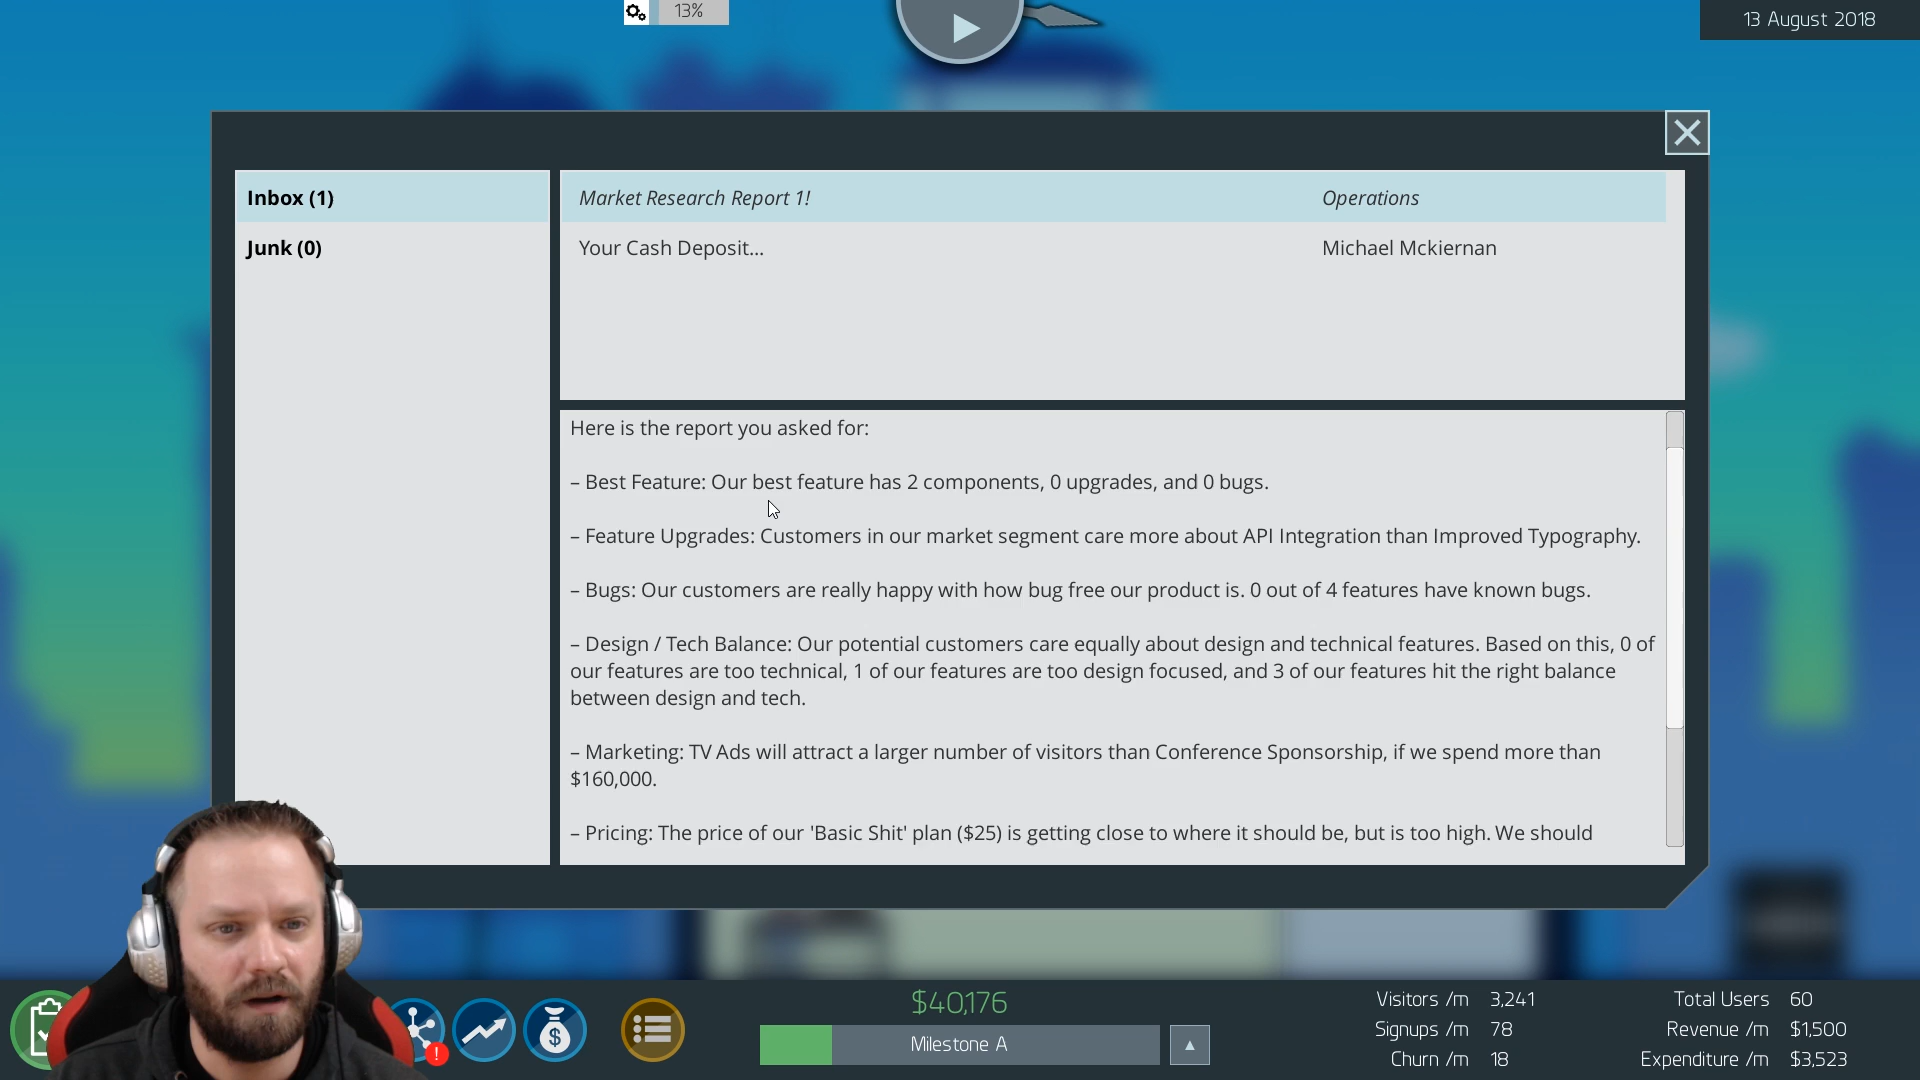 13%
13 August 2018
Inbox (1)
Junk (0)
Market Research Report 1! Operations
Your Cash Deposit... Michael Mckiernan
Here is the report you asked for:
– Best Feature: Our best feature has 2 components, 0 upgrades, and 0 bugs.
– Feature Upgrades: Customers in our market segment care more about API Integration than Improved Typography.
– Bugs: Our customers are really happy with how bug free our product is. 0 out of 4 features have known bugs.
– Design / Tech Balance: Our potential customers care equally about design and technical features. Based on this, 0 of
our features are too technical, 1 of our features are too design focused, and 3 of our features hit the right balance
between design and tech.
– Marketing: TV Ads will attract a larger number of visitors than Conference Sponsorship, if we spend more than
$160,000.
– Pricing: The price of our 'Basic Shit' plan ($25) is getting close to where it should be, but is too high. We should
$40,176
Milestone A
Visitors /m 3,241
Signups /m 78
Churn /m 18
Total Users 60
Revenue /m $1,500
Expenditure /m $3,523